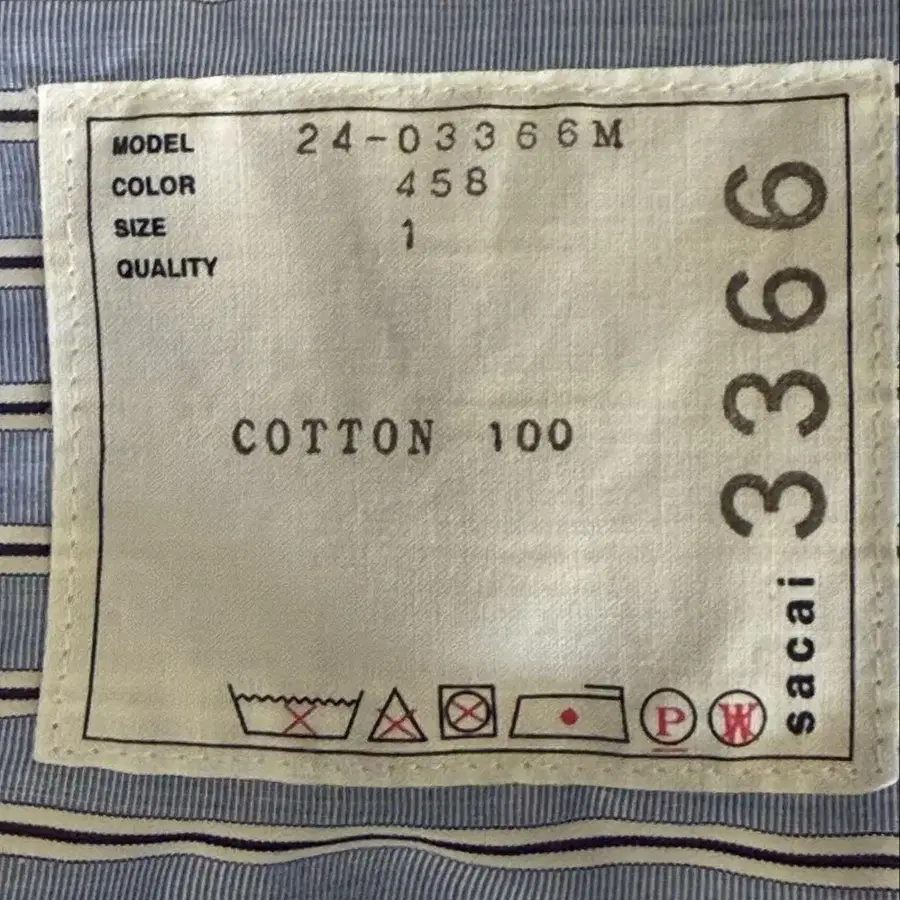 MODEL 24-03366M
COLOR 458
SIZE 1
QUALITY
COTTON 100
P W
sacai 3366